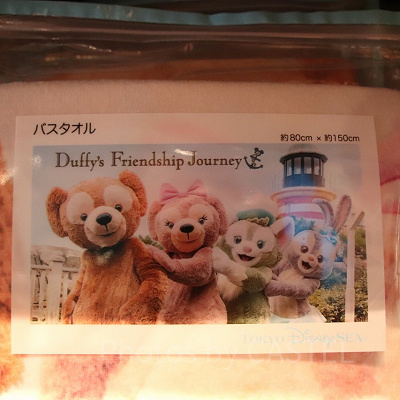 バスタオル
約80cm × 約150cm
Duffy's Friendship Journey
TOKYO DisneySEA